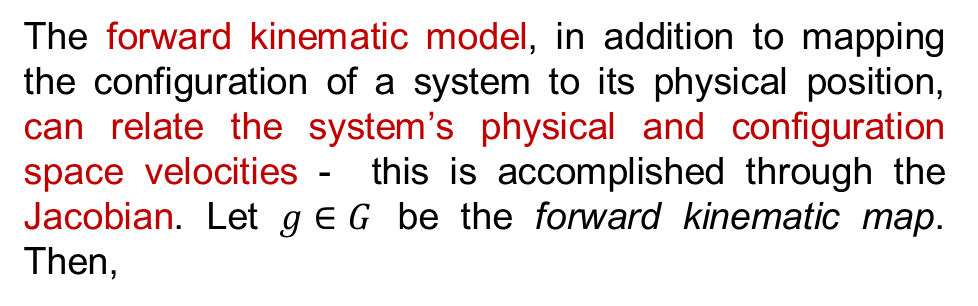 The forward kinematic model, in addition to mapping
the configuration of a system to its physical position,
can relate the system’s physical and configuration
space velocities - this is accomplished through the
Jacobian. Let 𝑔 ∈ 𝐺 be the forward kinematic map.
Then,